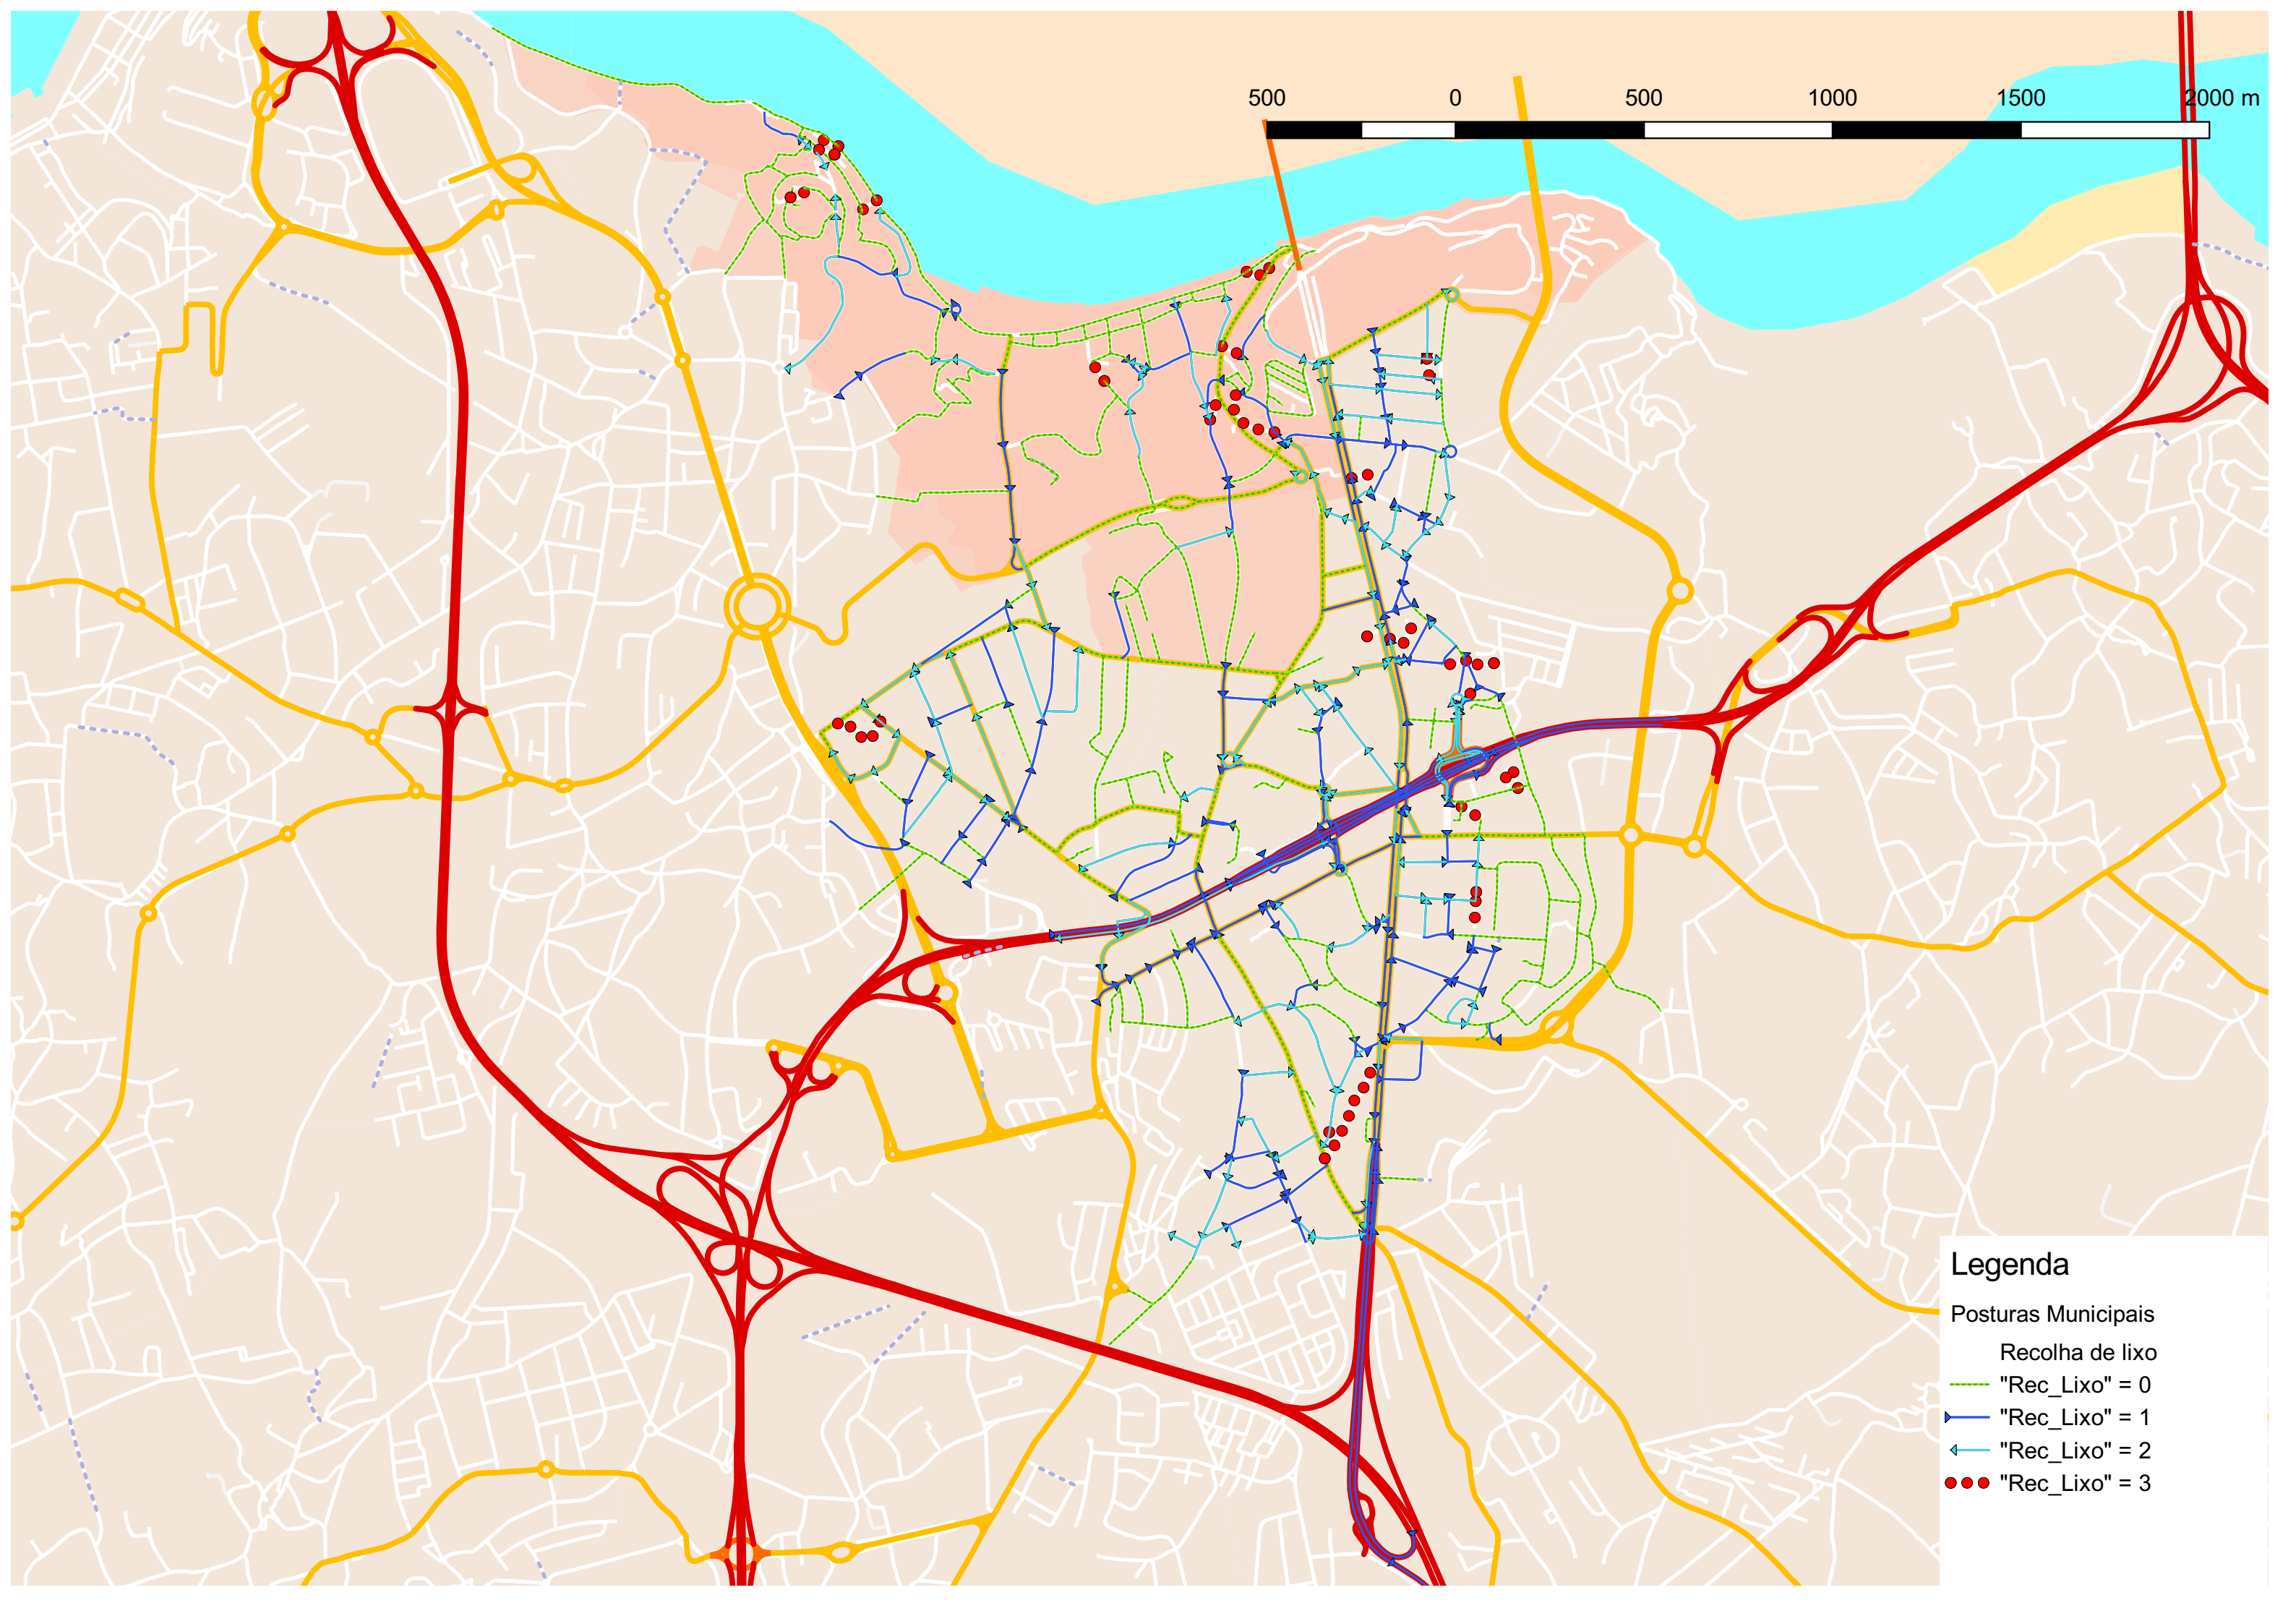 500 0 500 1000 1500 2000 m
Legenda
Posturas Municipais
Recolha de lixo
"Rec_Lixo" = 0
"Rec_Lixo" = 1
"Rec_Lixo" = 2
"Rec_Lixo" = 3